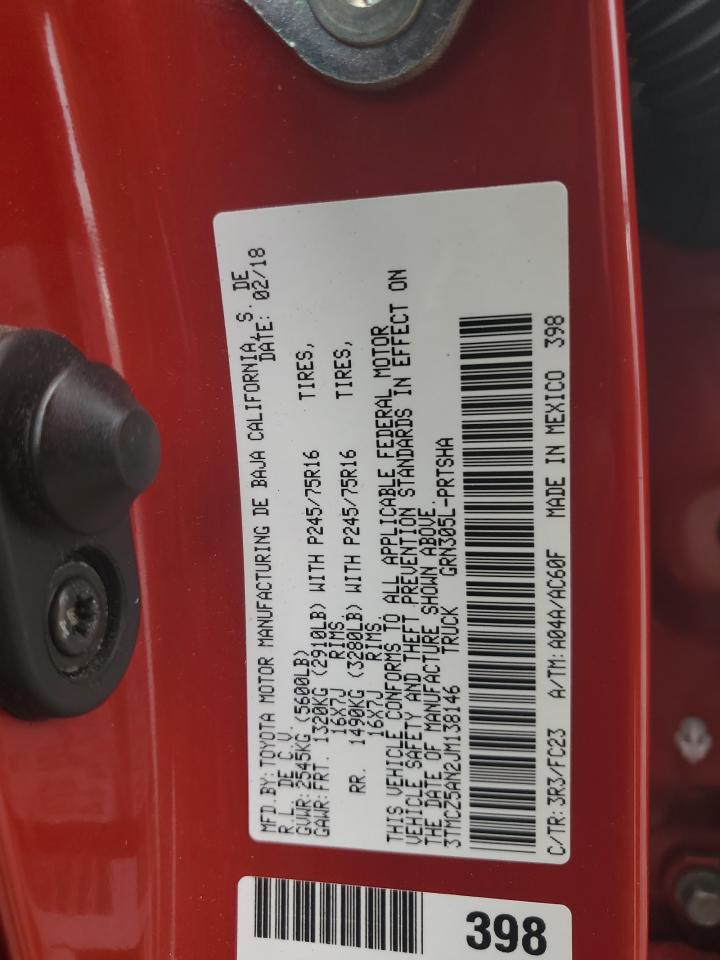 MFD.BY:TOYOTA MOTOR MANUFACTURING DE BAJA CALIFORNIA, S. DE
R.L. DE C.V. DATE: 02/18
GVWR:2545KG (5600LB)
GAWR:FRT. 1320KG (2910LB) WITH P245/75R16 TIRES,
16X7J RIMS
RR. 1490KG (3280LB) WITH P245/75R16 TIRES,
16X7J RIMS
THIS VEHICLE CONFORMS TO ALL APPLICABLE FEDERAL MOTOR
VEHICLE SAFETY AND THEFT PREVENTION STANDARDS IN EFFECT ON
THE DATE OF MANUFACTURE SHOWN ABOVE.
3TMCZ5AN2JM138146 TRUCK GRN305L-PRTSHA
C/TR:3R3/FC23 A/TM:A04A/AC60F MADE IN MEXICO 398
398